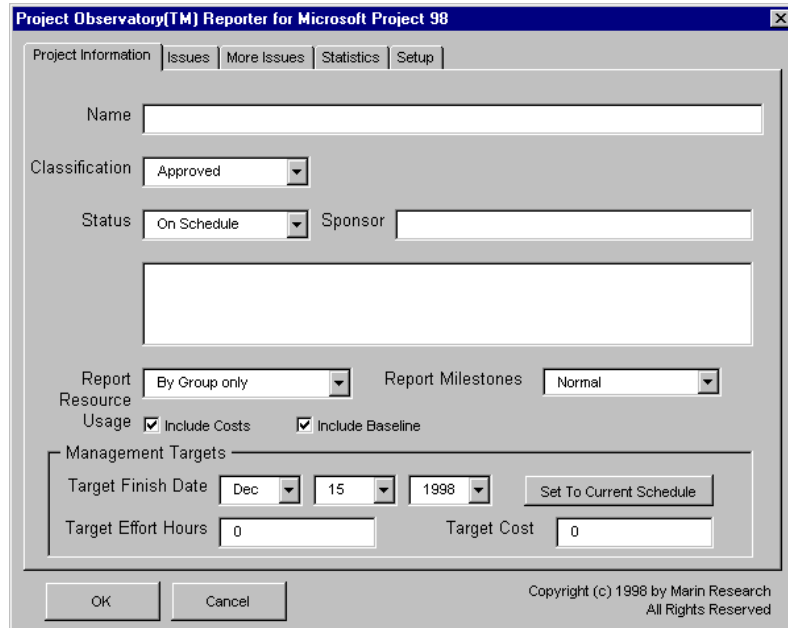 Project Observatory(TM) Reporter for Microsoft Project 98
Project Information Issues More Issues Statistics Setup
Name
Classification Approved
Status On Schedule Sponsor
Report Resource Usage By Group only Report Milestones Normal
Include Costs Include Baseline
Management Targets
Target Finish Date Dec 15 1998 Set To Current Schedule
Target Effort Hours 0 Target Cost 0
OK Cancel
Copyright (c) 1998 by Marin Research
All Rights Reserved